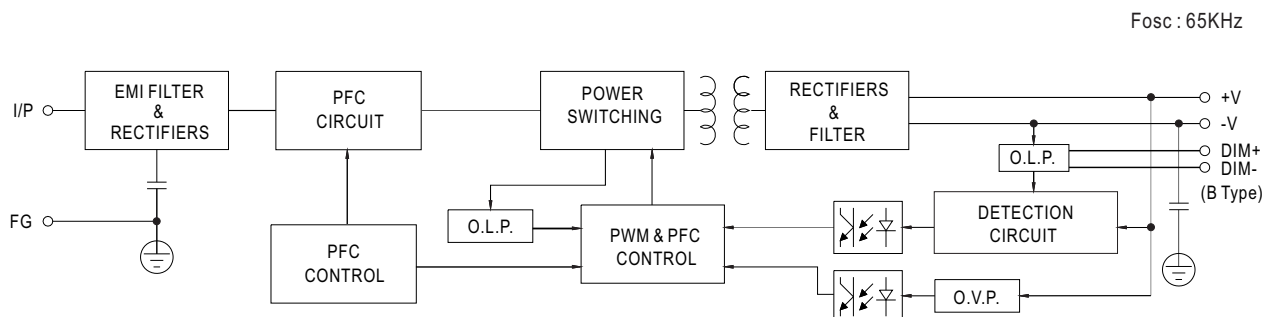 Fosc : 65KHz
I/P
EMI FILTER
&
RECTIFIERS
PFC
CIRCUIT
POWER
SWITCHING
RECTIFIERS
&
FILTER
+V
-V
DIM+
DIM-
(B Type)
O.L.P.
FG
O.L.P.
PFC
CONTROL
PWM & PFC
CONTROL
DETECTION
CIRCUIT
O.V.P.